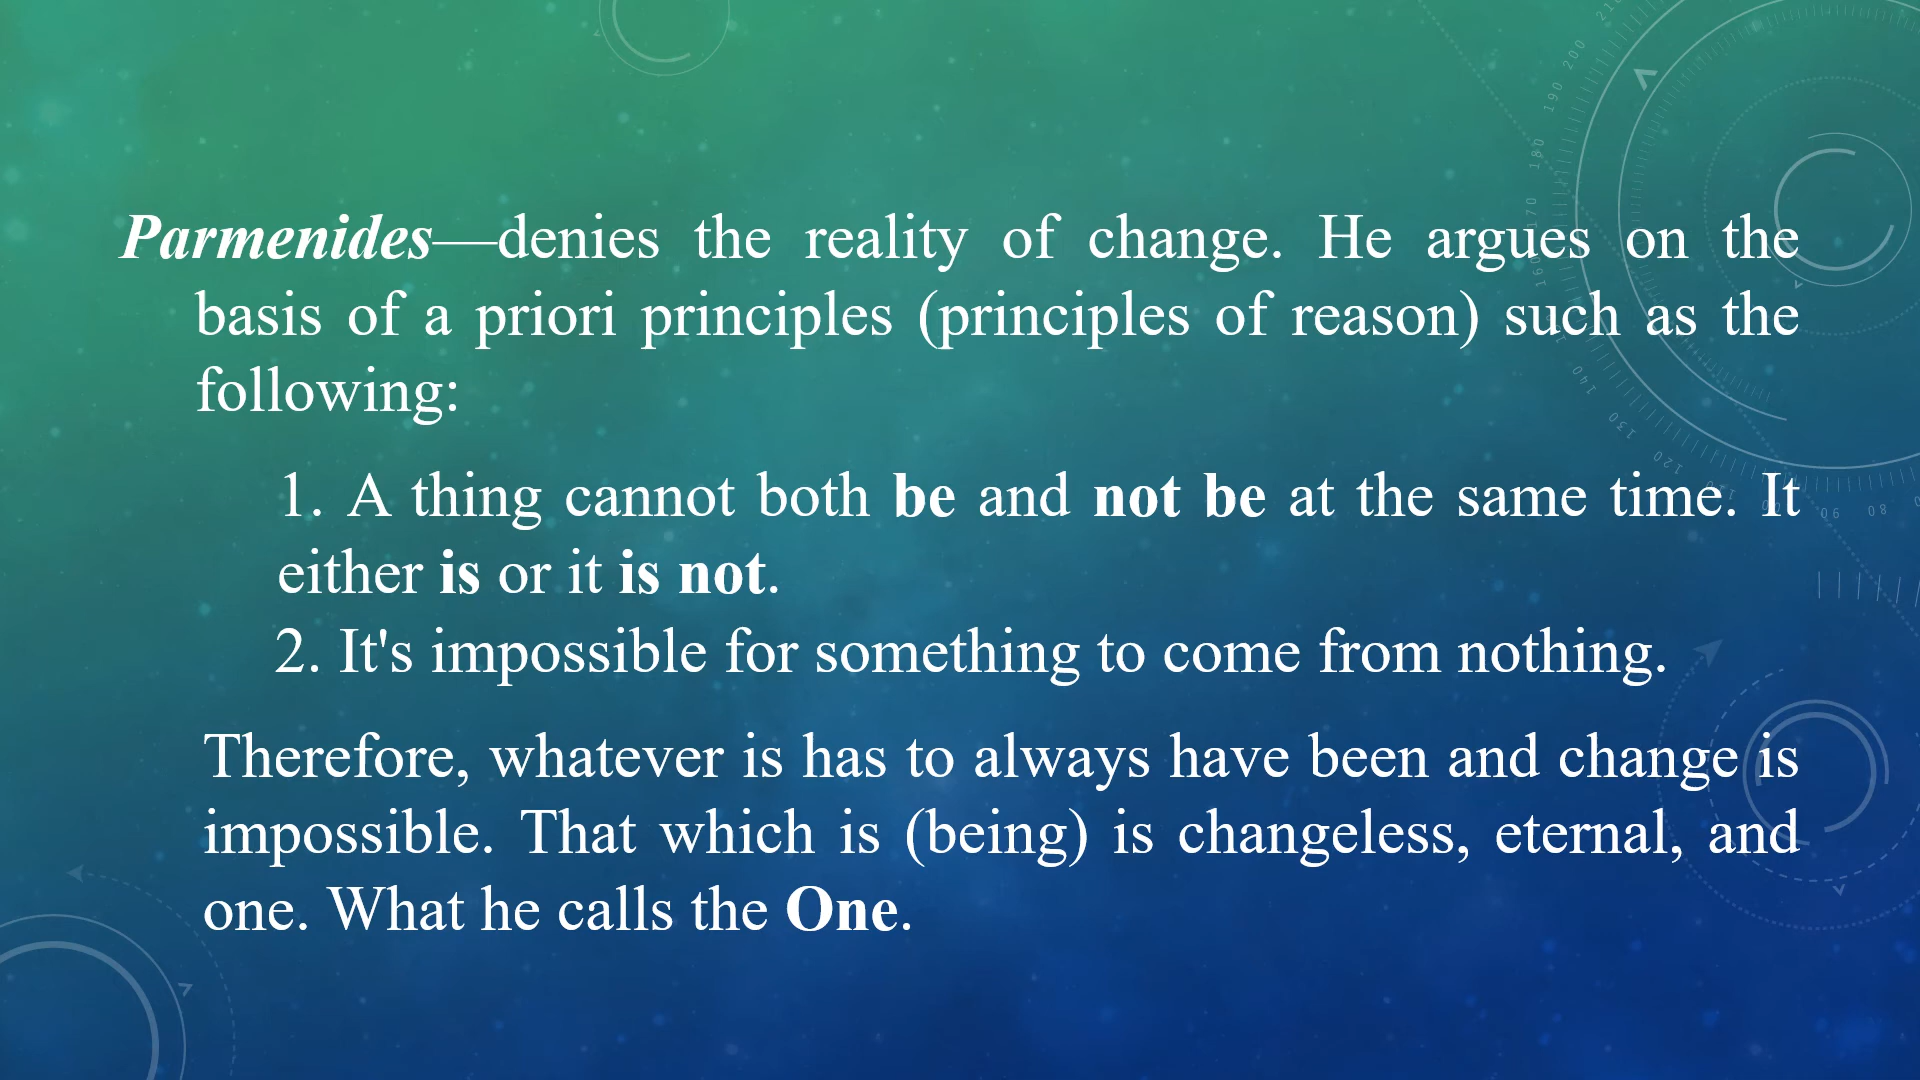 Parmenides—denies the reality of change. He argues on the
basis of a priori principles (principles of reason) such as the
following:
1. A thing cannot both be and not be at the same time. It
either is or it is not.
2. It's impossible for something to come from nothing.
Therefore, whatever is has to always have been and change is
impossible. That which is (being) is changeless, eternal, and
one. What he calls the One.